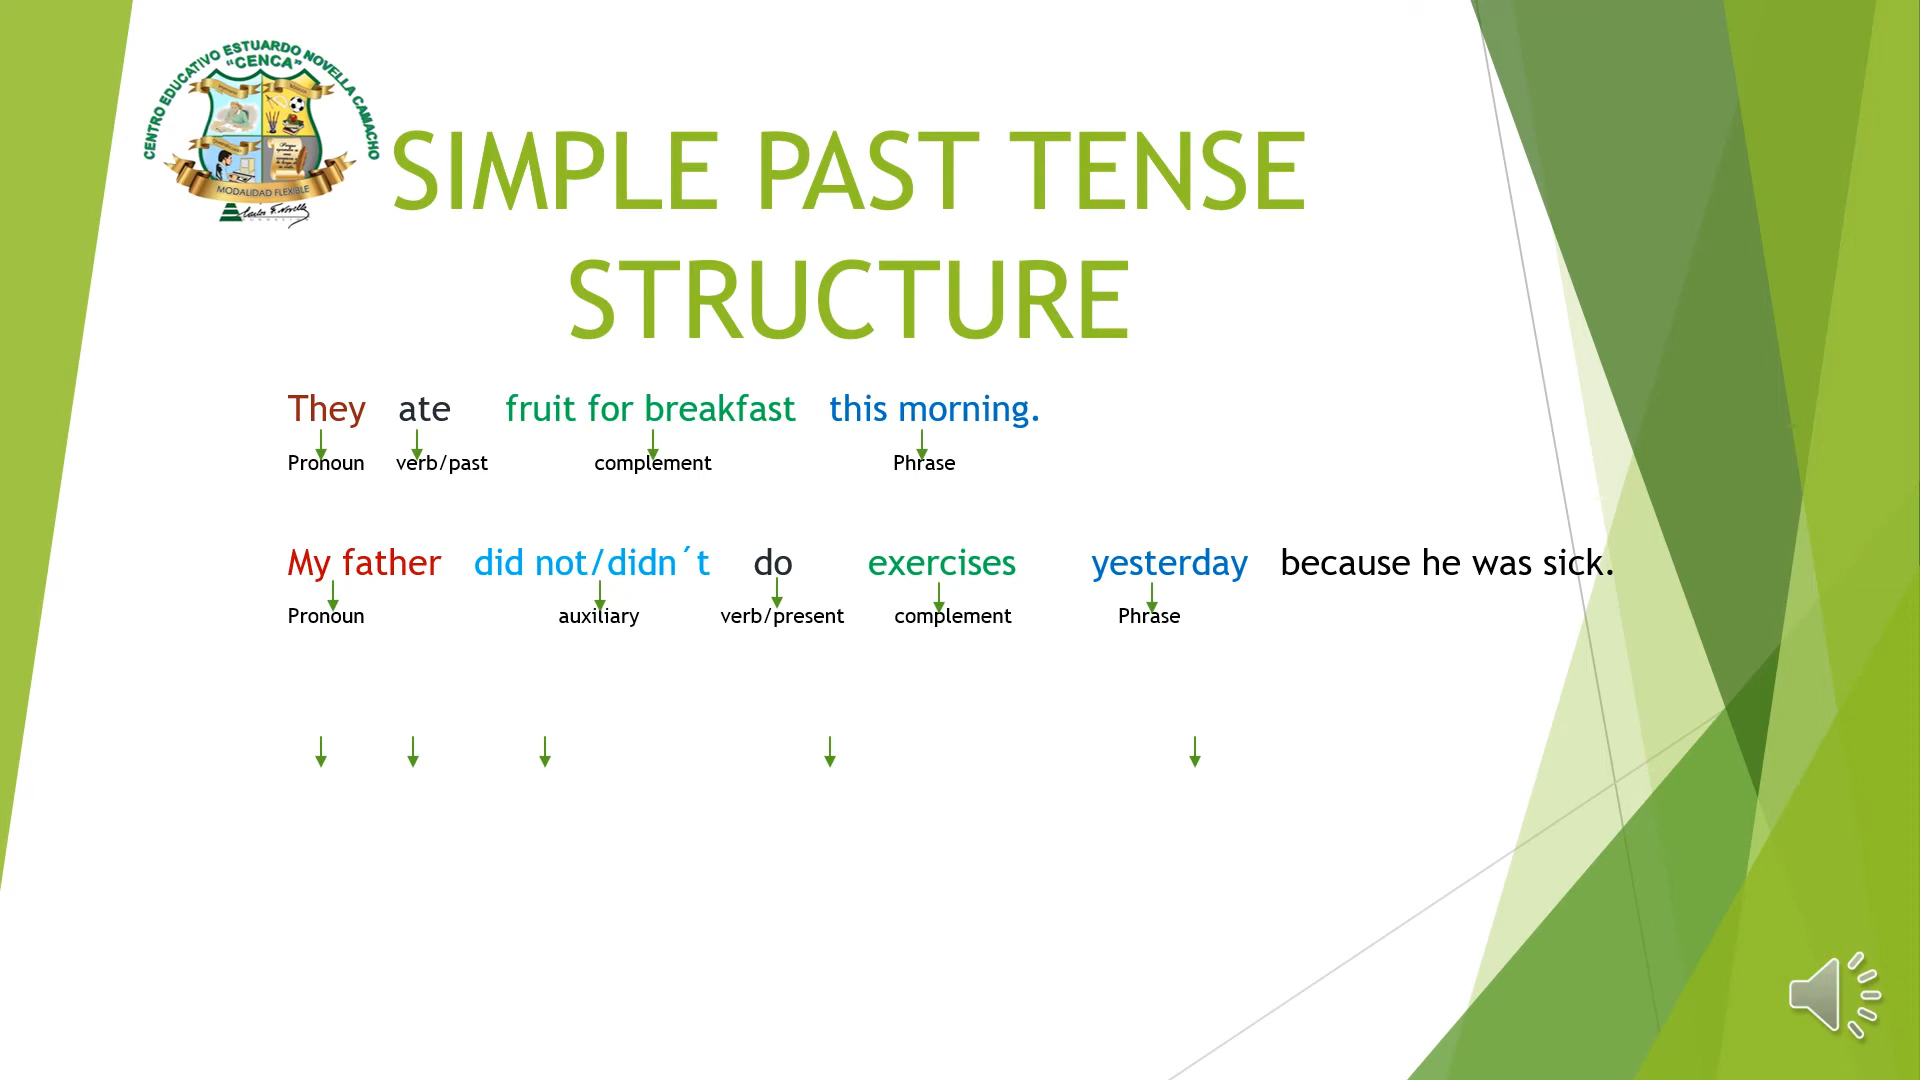 CENTRO EDUCATIVO ESTUARDO NOVELLA CAMACHO
“CENCA”
MODALIDAD FLEXIBLE
SIMPLE PAST TENSE
STRUCTURE
They ate fruit for breakfast this morning.
Pronoun verb/past complement Phrase
My father did not/didn´t do exercises yesterday because he was sick.
Pronoun auxiliary verb/present complement Phrase